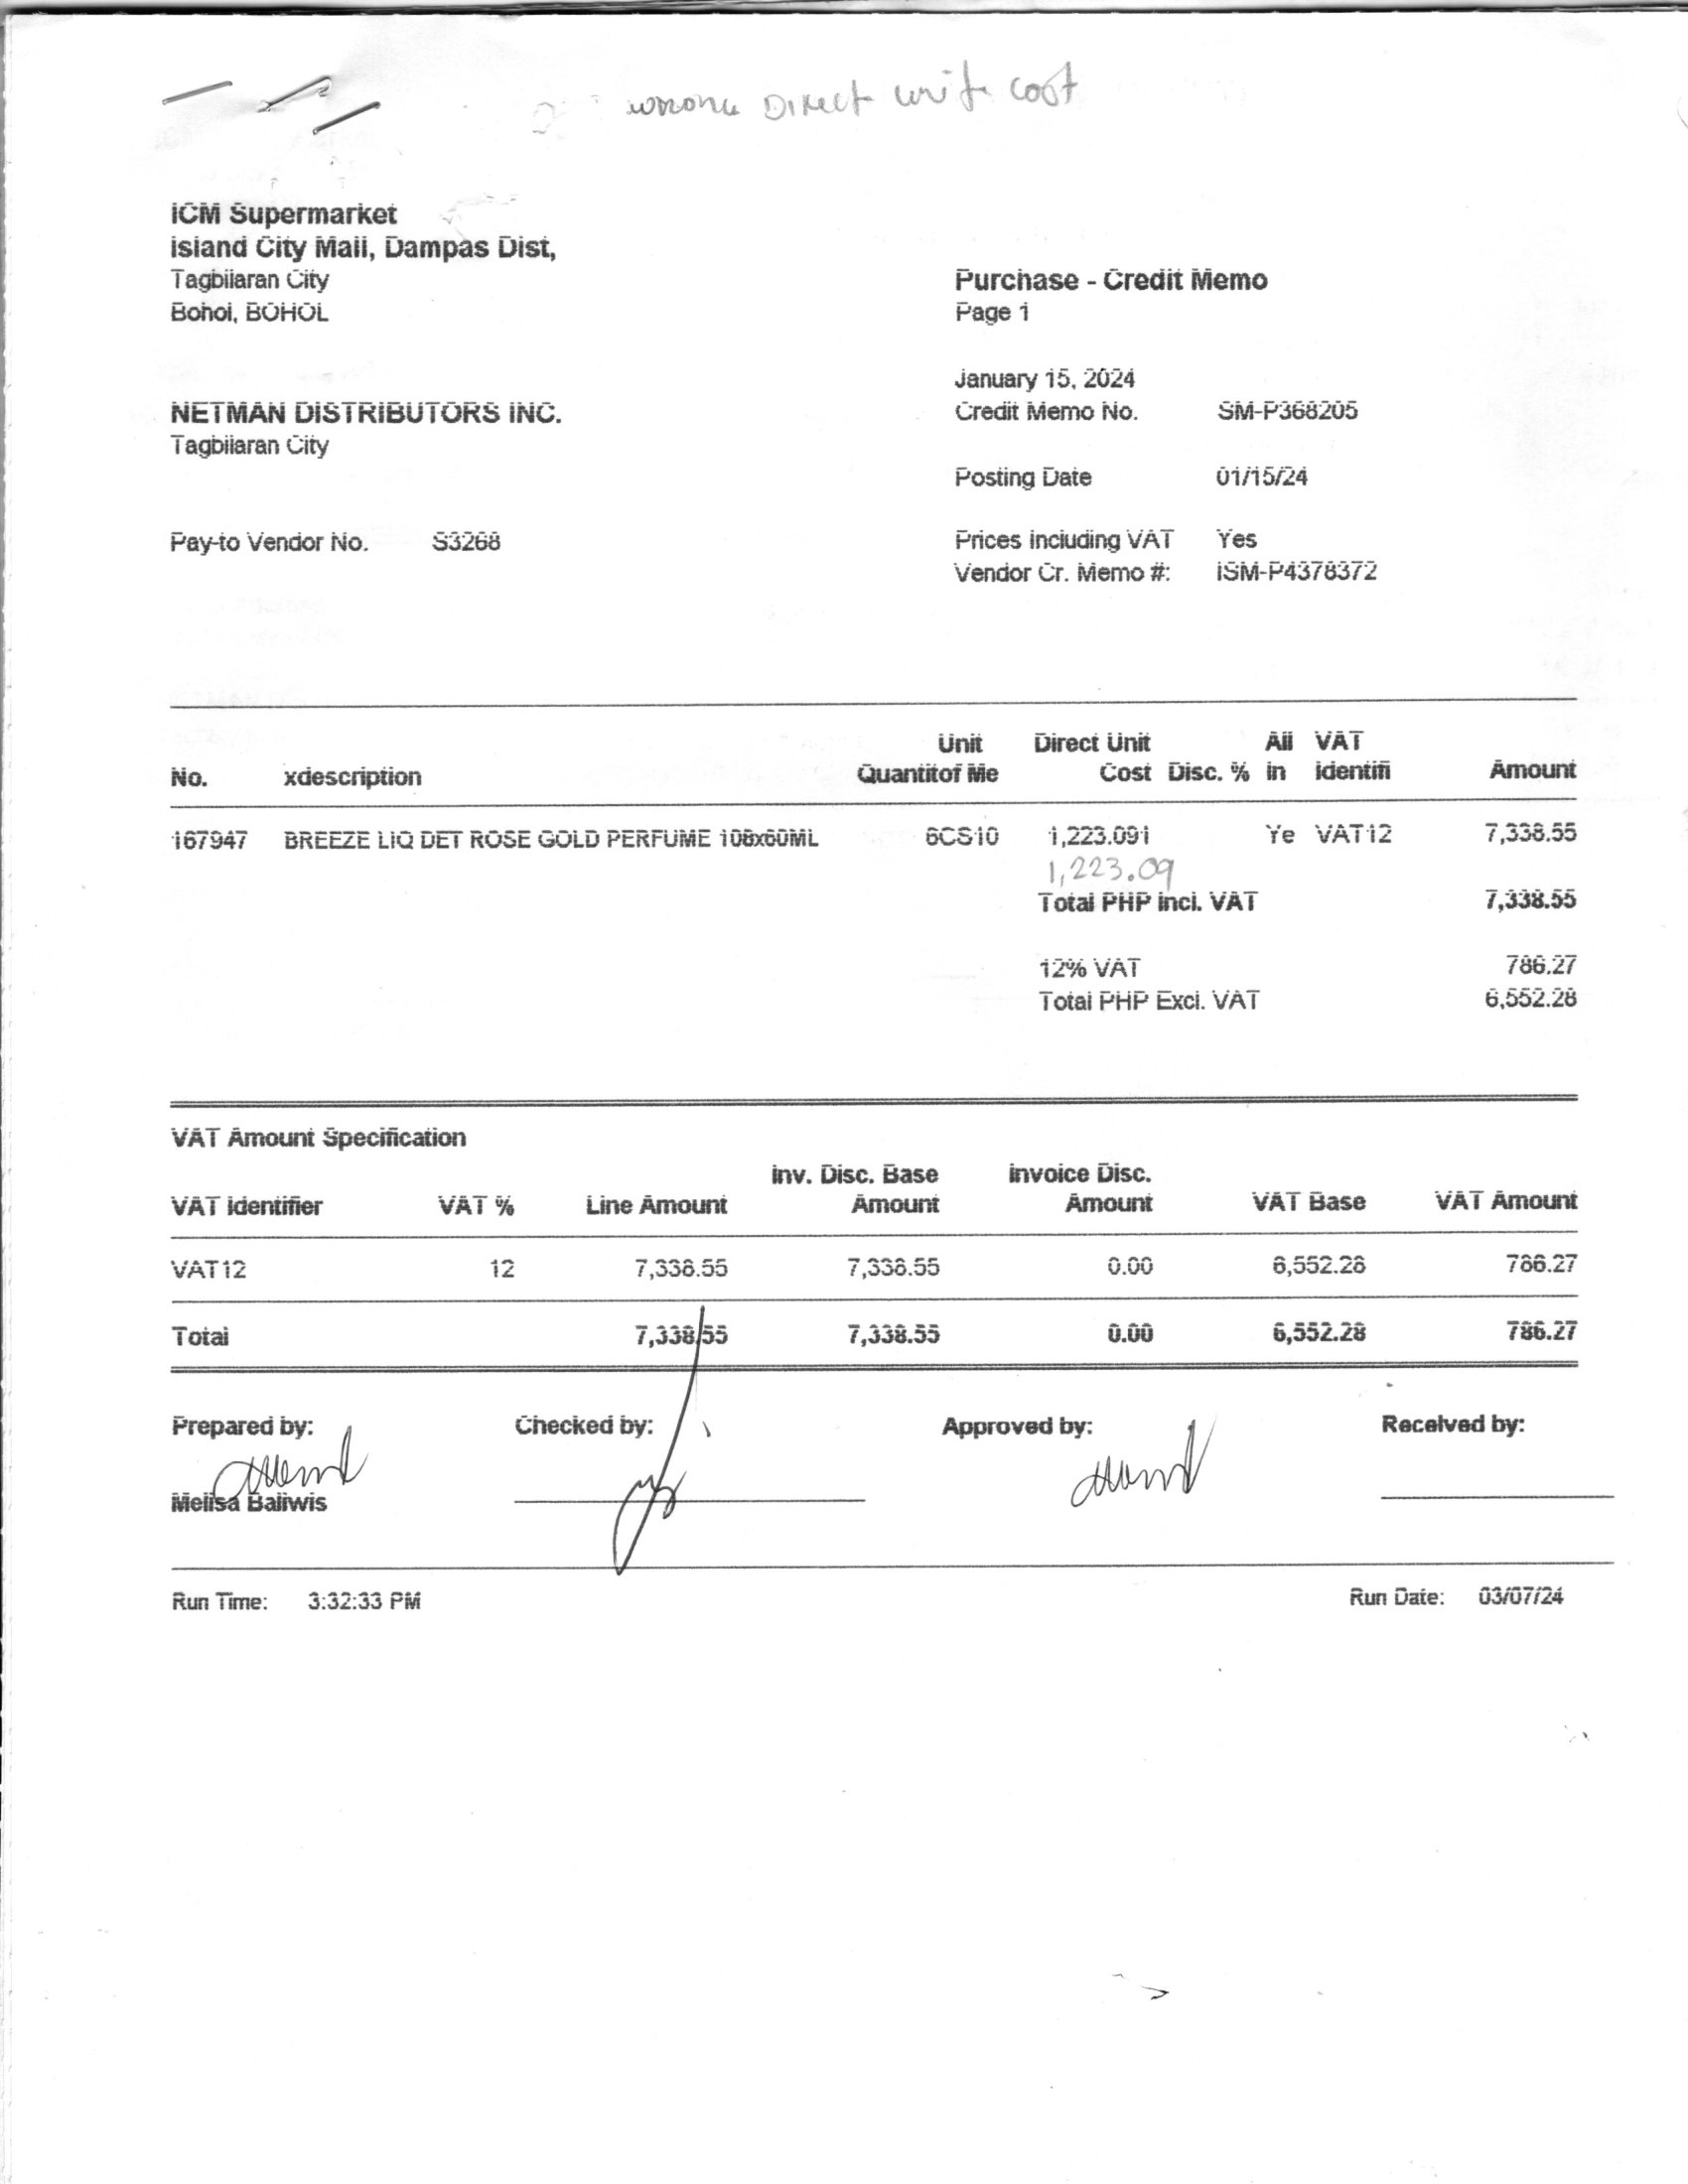 wrong Direct unit cost
ICM Supermarket
Island City Mall, Dampas Dist,
Tagbilaran City
Bohol, BOHOL
Purchase - Credit Memo
Page 1
January 15, 2024
NETMAN DISTRIBUTORS INC.
Credit Memo No. SM-P368205
Tagbilaran City
Posting Date 01/15/24
Pay-to Vendor No. S3268
Prices including VAT Yes
Vendor Cr. Memo #: ISM-P4378372
Unit Direct Unit All VAT
No. xdescription Quantitof Me Cost Disc. % in Identifi Amount
167947 BREEZE LIQ DET ROSE GOLD PERFUME 108x60ML 6CS10 1,223.091 Ye VAT12 7,338.55
1,223.09
Total PHP Incl. VAT 7,338.55
12% VAT 786.27
Total PHP Excl. VAT 6,552.28
VAT Amount Specification
Inv. Disc. Base Invoice Disc.
VAT Identifier VAT % Line Amount Amount Amount VAT Base VAT Amount
VAT12 12 7,338.55 7,338.55 0.00 6,552.28 786.27
Total 7,338.55 7,338.55 0.00 6,552.28 786.27
Prepared by: Checked by: Approved by: Received by:
Melisa Baliwis
Run Time: 3:32:33 PM Run Date: 03/07/24